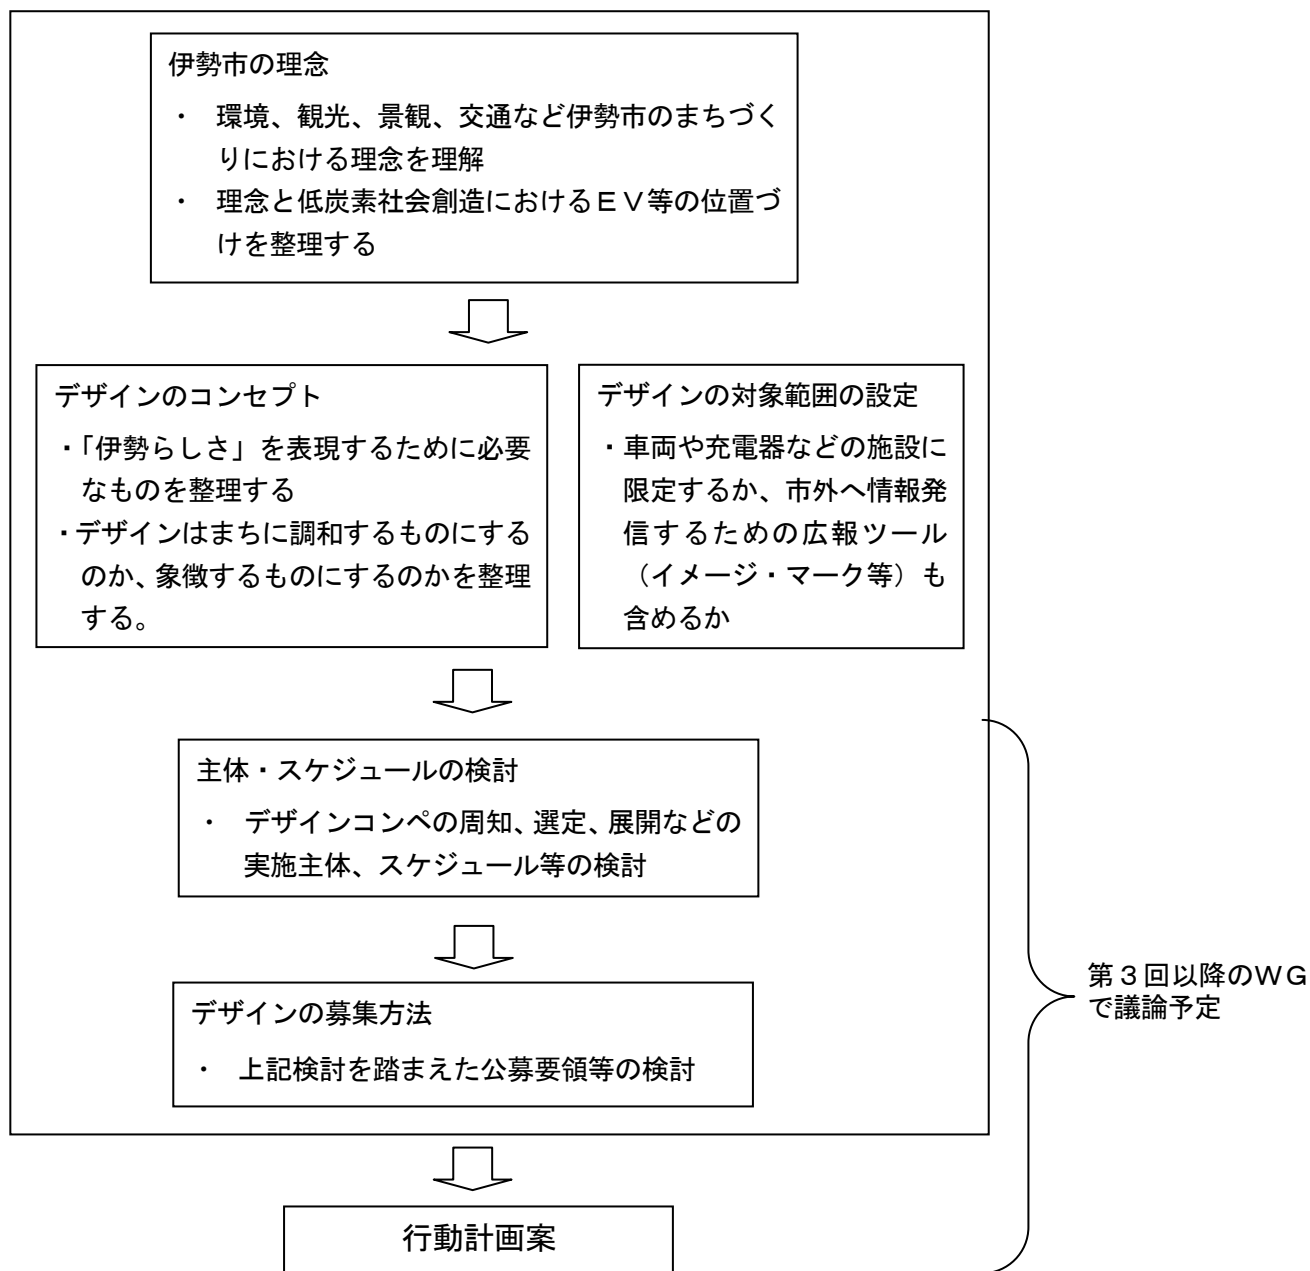 伊勢市の理念
・ 環境、観光、景観、交通など伊勢市のまちづく
りにおける理念を理解
・ 理念と低炭素社会創造におけるＥＶ等の位置づ
けを整理する
デザインのコンセプト
・「伊勢らしさ」を表現するために必要
なものを整理する
・デザインはまちに調和するものにする
のか、象徴するものにするのかを整理
する。
デザインの対象範囲の設定
・車両や充電器などの施設に
限定するか、市外へ情報発
信するための広報ツール
（イメージ・マーク等）も
含めるか
主体・スケジュールの検討
・ デザインコンペの周知、選定、展開などの
実施主体、スケジュール等の検討
デザインの募集方法
・ 上記検討を踏まえた公募要領等の検討
第３回以降のＷＧ
で議論予定
行動計画案